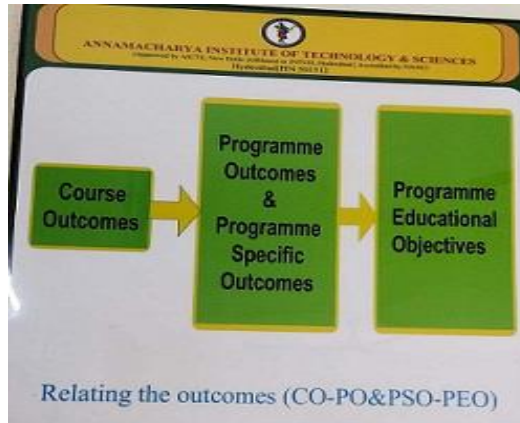 ANNAMACHARYA INSTITUTE OF TECHNOLOGY & SCIENCES
Course
Outcomes
Programme
Outcomes
&
Programme
Specific
Outcomes
Programme
Educational
Objectives
Relating the outcomes (CO-PO&PSO-PEO)